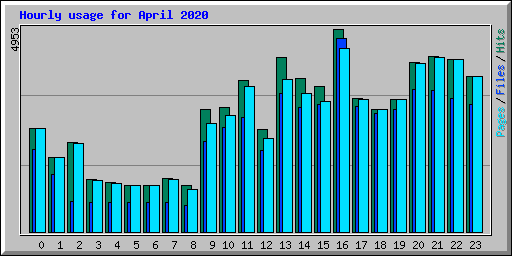 Hourly usage for April 2020
4953
Pages/Files/Hits
0 1 2 3 4 5 6 7 8 9 10 11 12 13 14 15 16 17 18 19 20 21 22 23